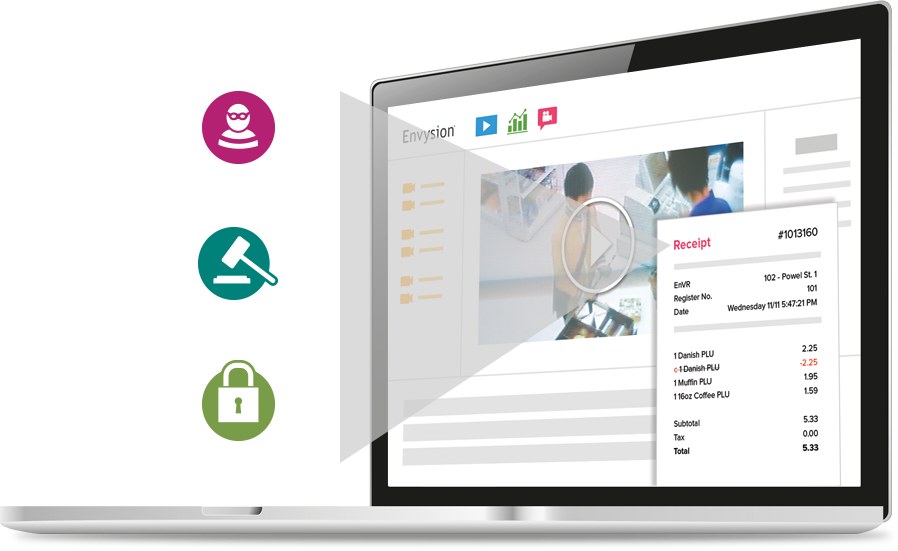 Envysion
Receipt #1013160
EnVR 102 - Powel St. 1
Register No. 101
Date Wednesday 11/11 5:47:21 PM
1 Danish PLU 2.25
c 1 Danish PLU -2.25
1 Muffin PLU 1.95
1 16oz Coffee PLU 1.59
Subtotal 5.33
Tax 0.00
Total 5.33